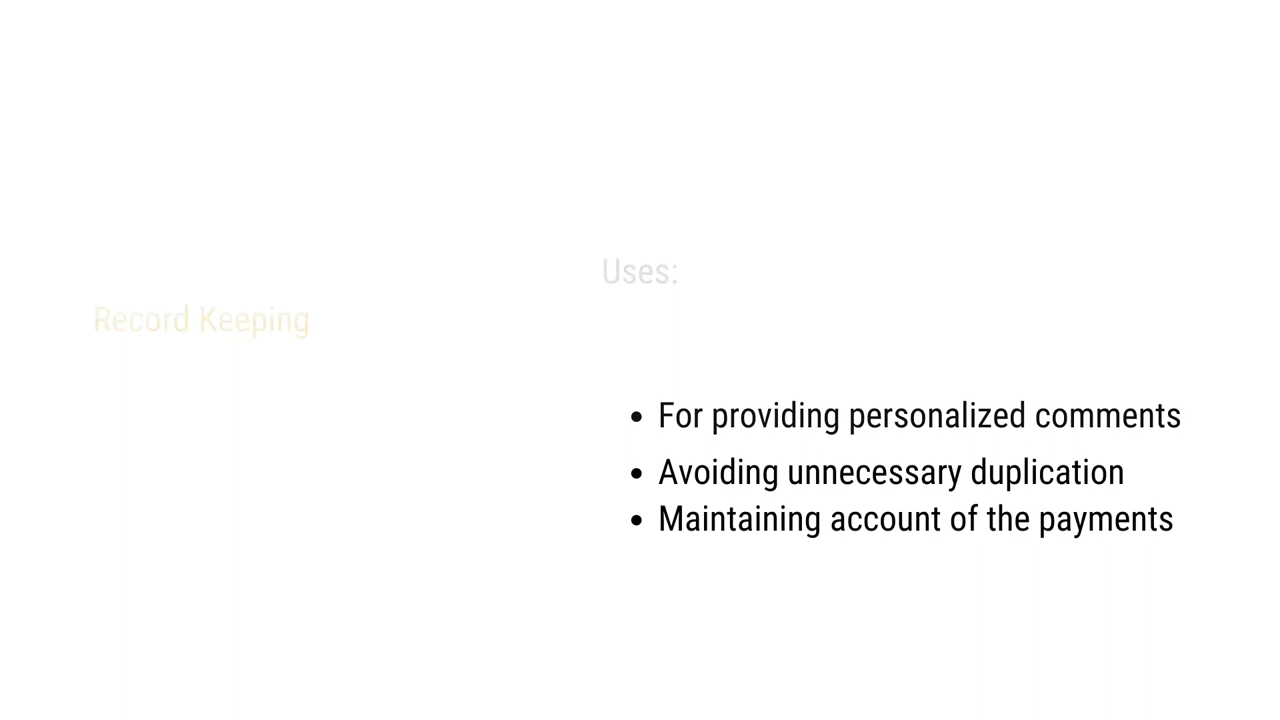 Record Keeping
Uses:
• For providing personalized comments
• Avoiding unnecessary duplication
• Maintaining account of the payments